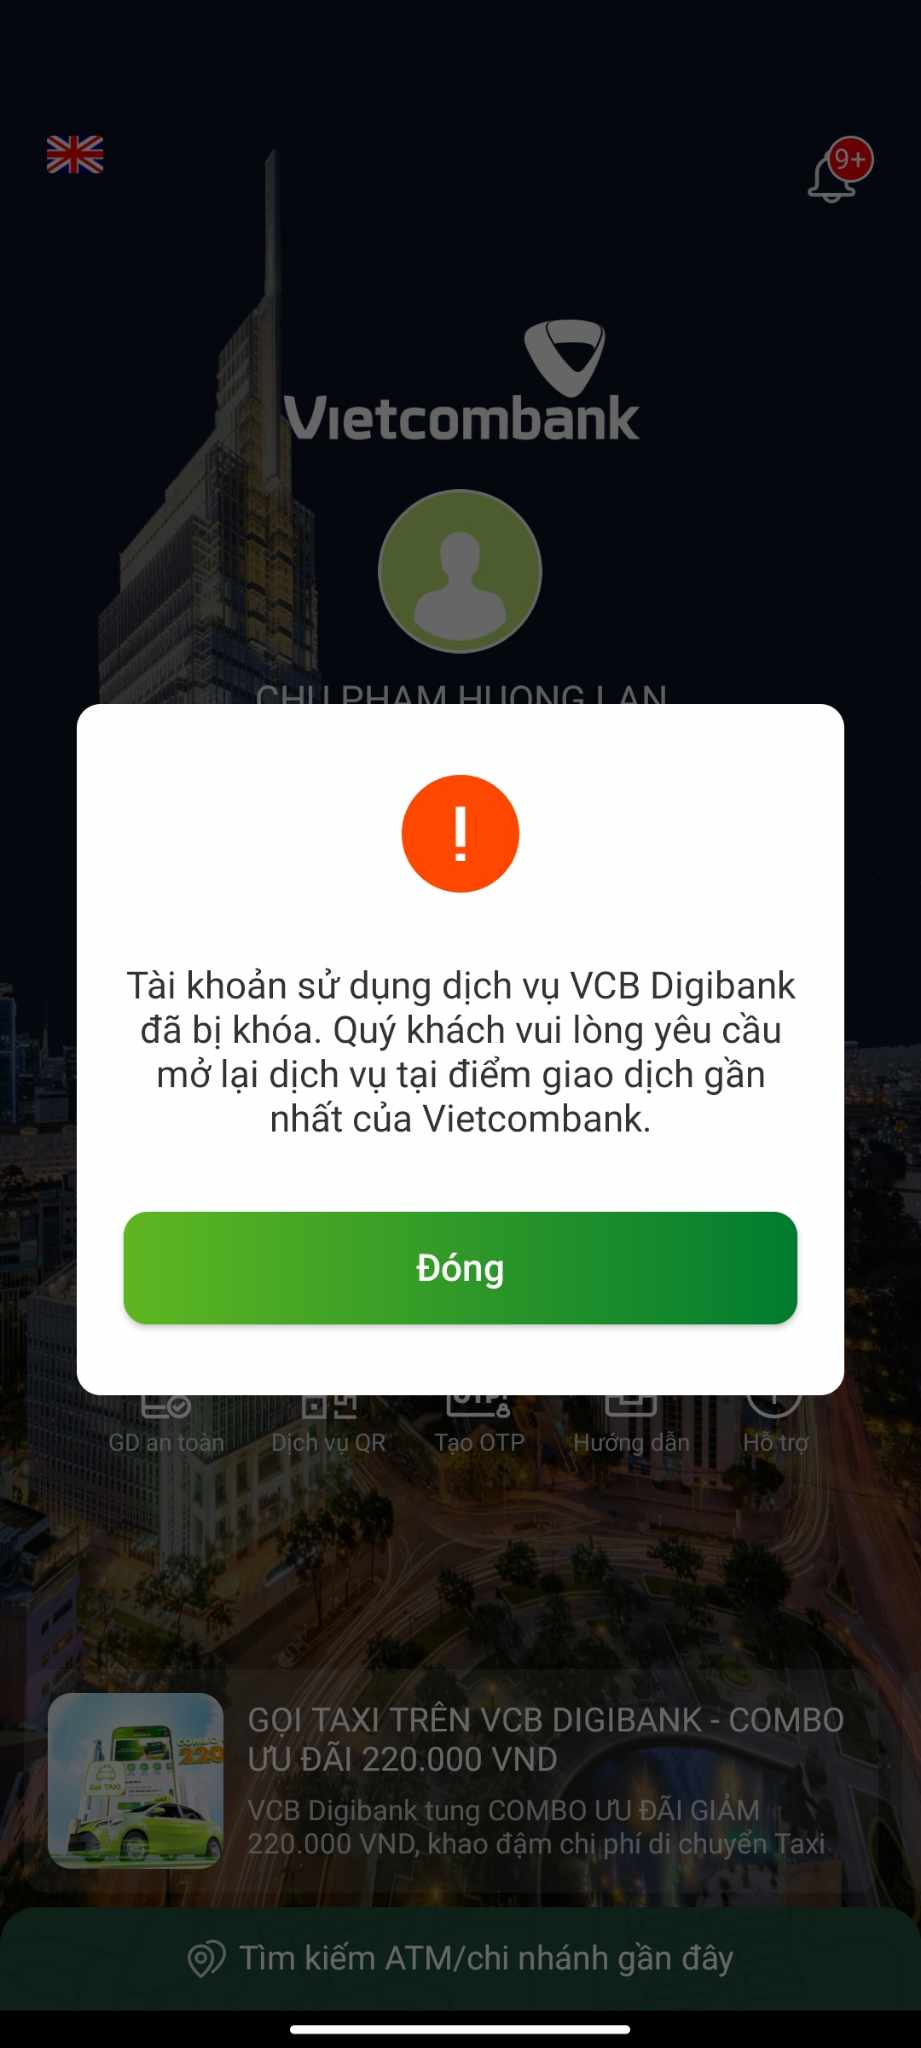 9+
Vietcombank
CHU PHAM HUONG LAN
!
Tài khoản sử dụng dịch vụ VCB Digibank
đã bị khóa. Quý khách vui lòng yêu cầu
mở lại dịch vụ tại điểm giao dịch gần
nhất của Vietcombank.
Đóng
GD an toàn
Dịch vụ QR
Tạo OTP
Hướng dẫn
Hỗ trợ
GỌI TAXI TRÊN VCB DIGIBANK - COMBO
ƯU ĐÃI 220.000 VND
VCB Digibank tung COMBO ƯU ĐÃI GIẢM
220.000 VND, khao đậm chi phí di chuyển Taxi
Tìm kiếm ATM/chi nhánh gần đây